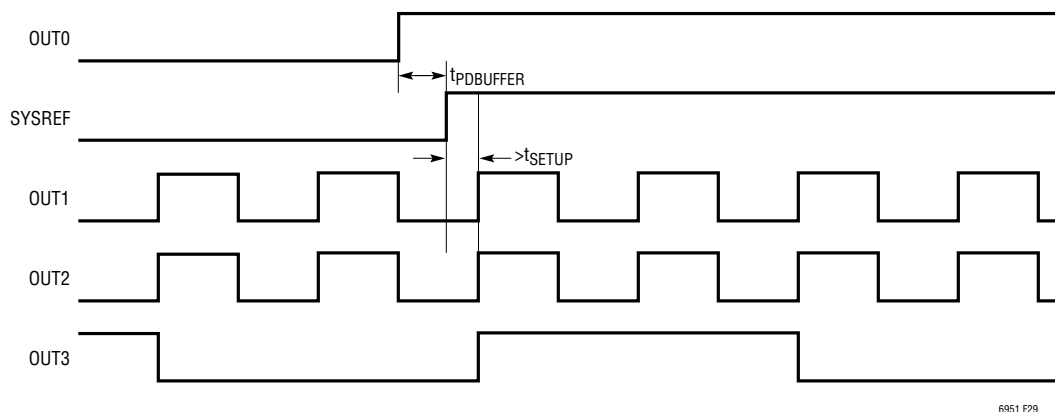 OUT0
tPDBUFFER
SYSREF
>tSETUP
OUT1
OUT2
OUT3
6951 F29